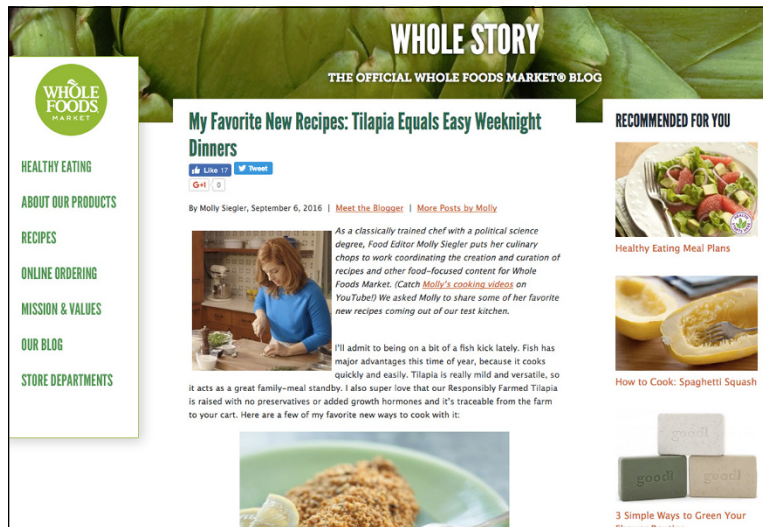 WHOLE STORY
THE OFFICIAL WHOLE FOODS MARKET® BLOG
WHOLE
FOODS
MARKET
HEALTHY EATING
ABOUT OUR PRODUCTS
RECIPES
ONLINE ORDERING
MISSION & VALUES
OUR BLOG
STORE DEPARTMENTS
My Favorite New Recipes: Tilapia Equals Easy Weeknight
Dinners
Like 17 Tweet
G+1 0
By Molly Siegler, September 6, 2016 | Meet the Blogger | More Posts by Molly
As a classically trained chef with a political science
degree, Food Editor Molly Siegler puts her culinary
chops to work coordinating the creation and curation of
recipes and other food-focused content for Whole
Foods Market. (Catch Molly's cooking videos on
YouTube!) We asked Molly to share some of her favorite
new recipes coming out of our test kitchen.
I'll admit to being on a bit of a fish kick lately. Fish has
major advantages this time of year, because it cooks
quickly and easily. Tilapia is really mild and versatile, so
it acts as a great family-meal standby. I also super love that our Responsibly Farmed Tilapia
is raised with no preservatives or added growth hormones and it's traceable from the farm
to your cart. Here are a few of my favorite new ways to cook with it:
RECOMMENDED FOR YOU
Healthy Eating Meal Plans
How to Cook: Spaghetti Squash
good!
good!
good!
3 Simple Ways to Green Your